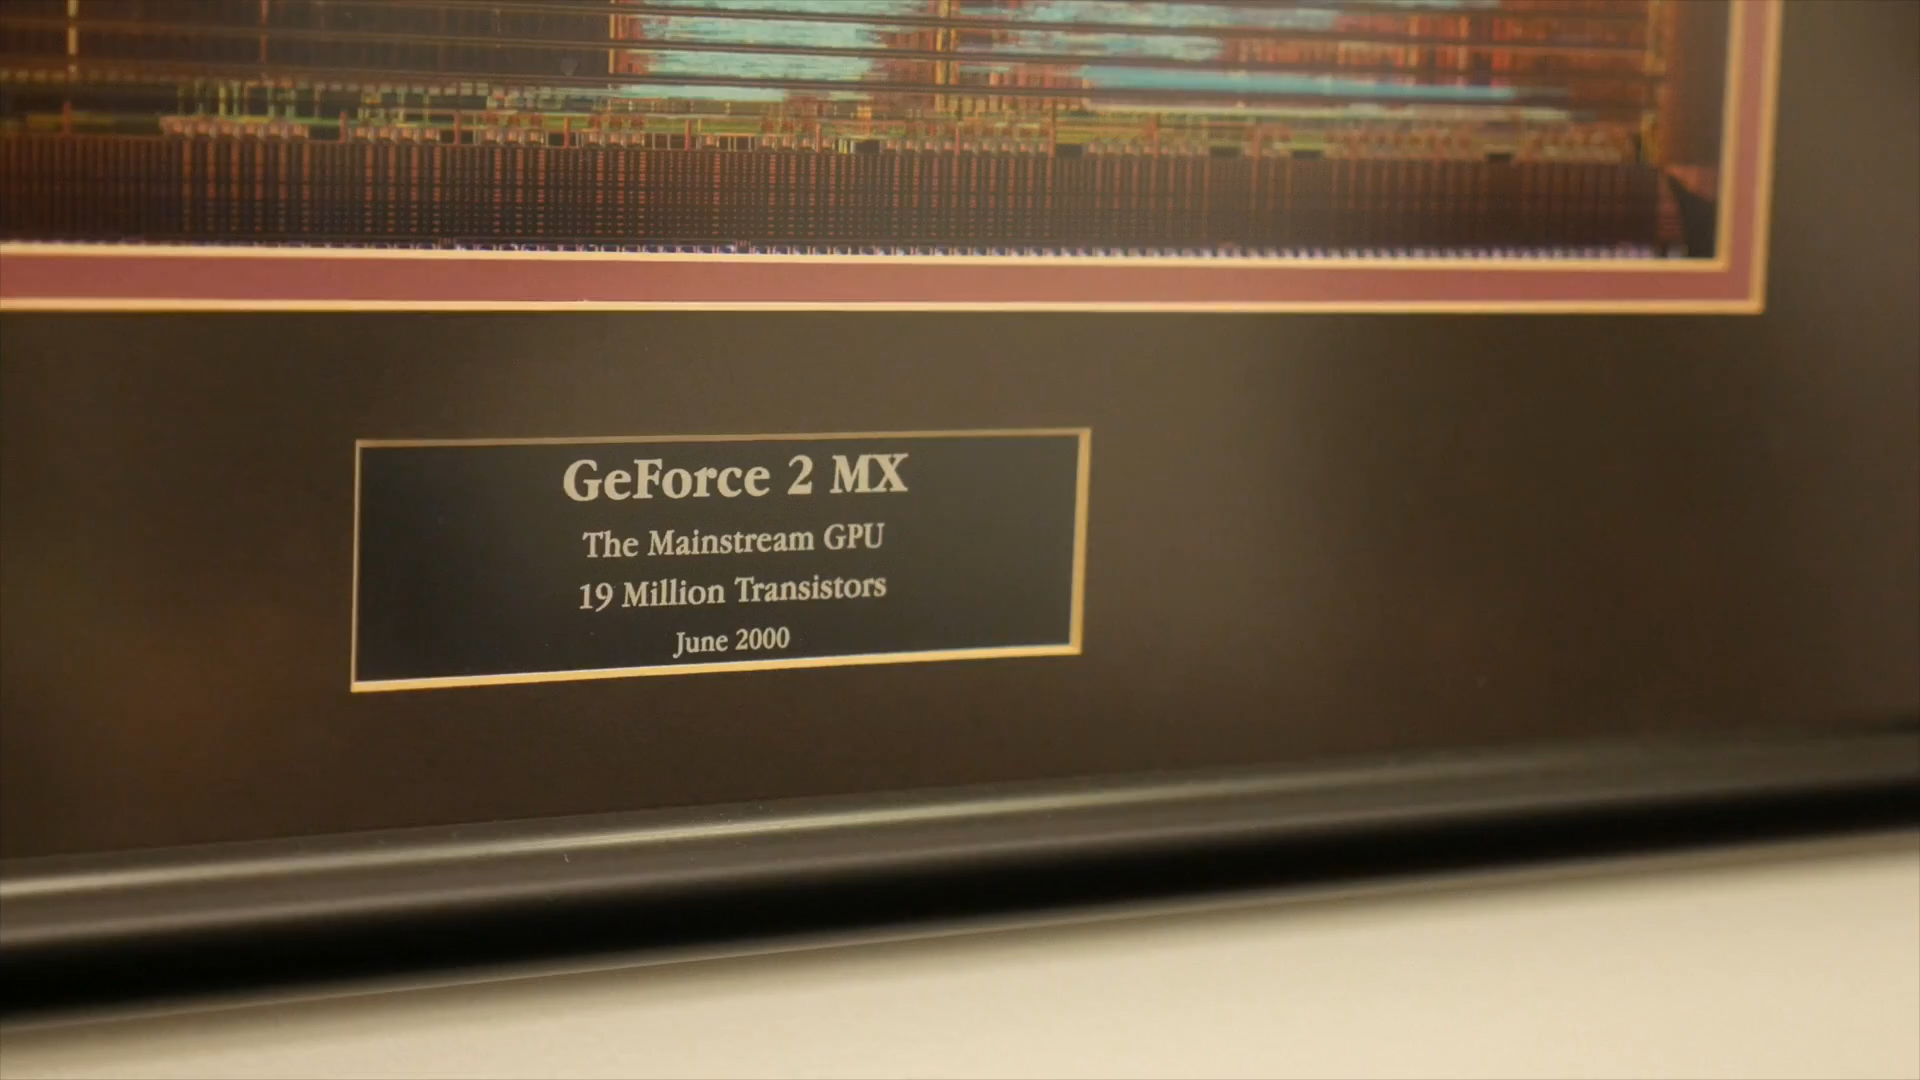 GeForce 2 MX
The Mainstream GPU
19 Million Transistors
June 2000